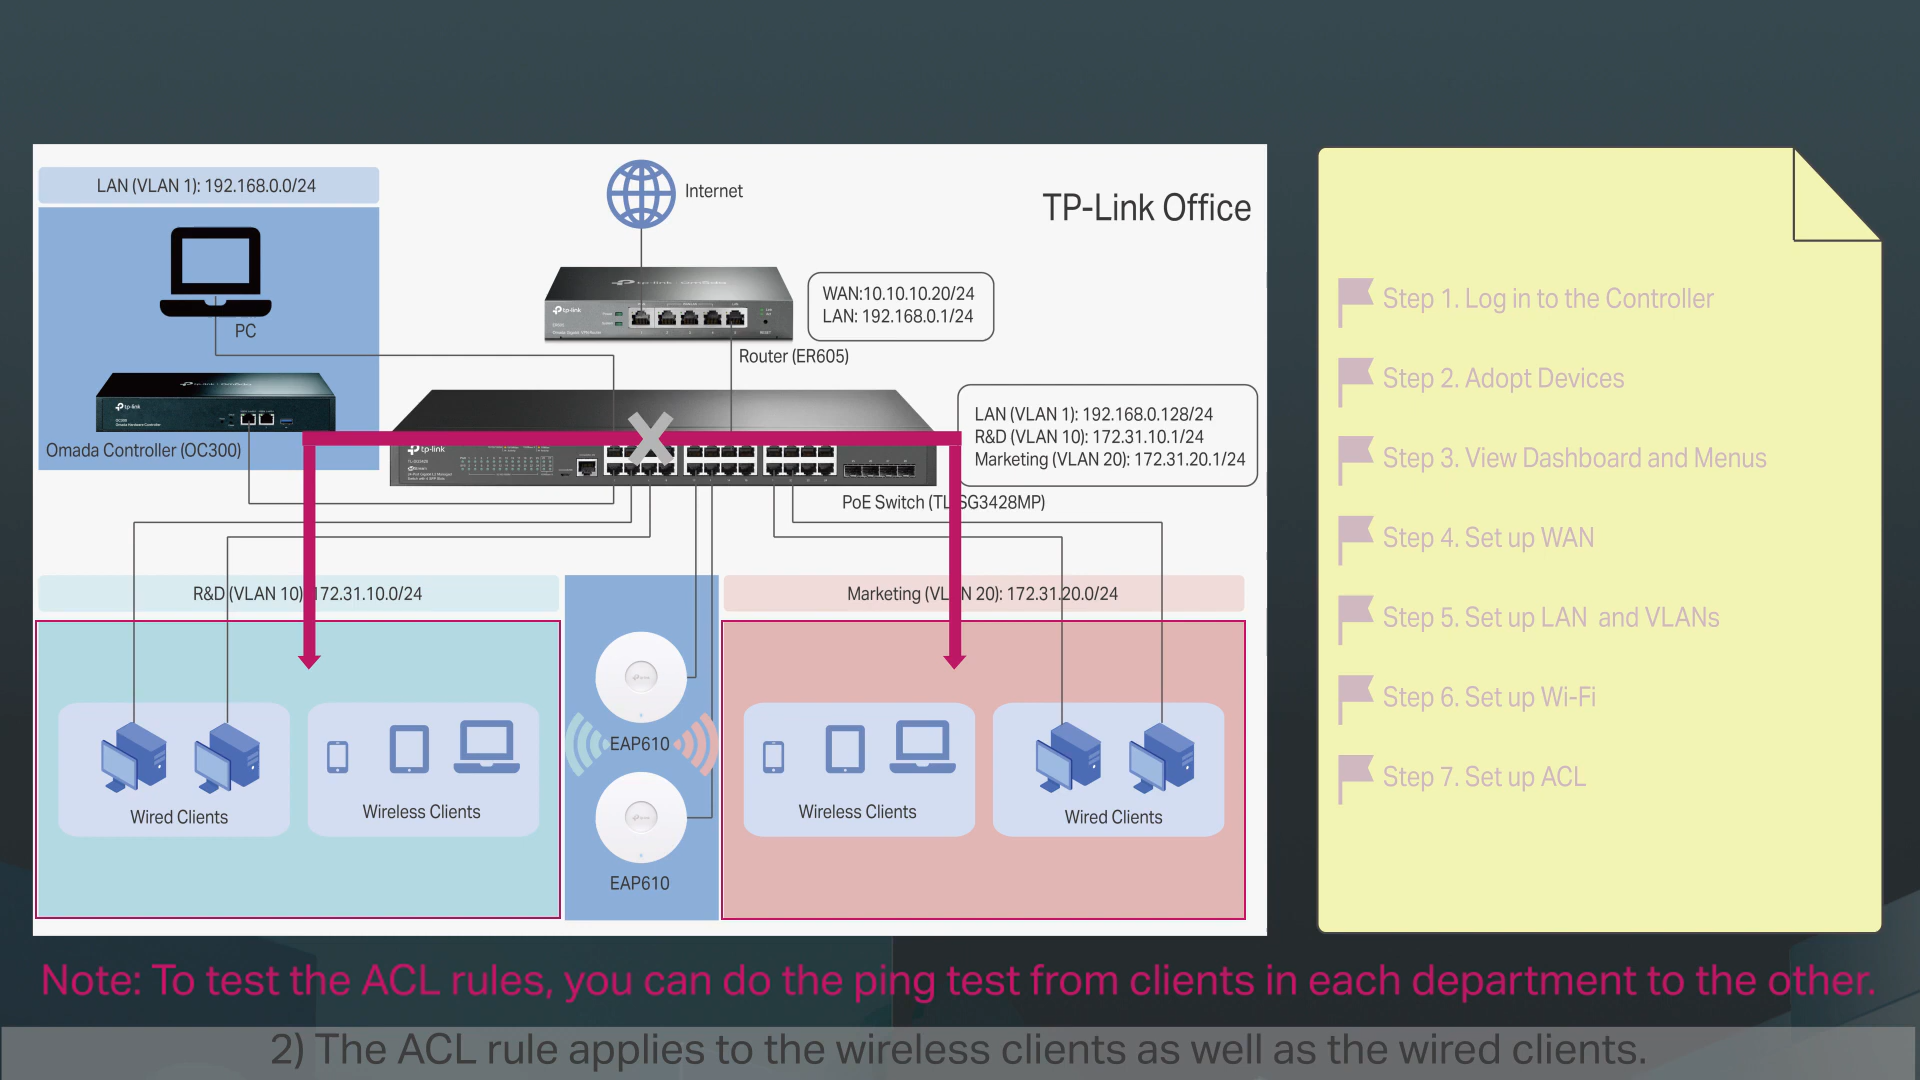 LAN (VLAN 1): 192.168.0.0/24
Internet
TP-Link Office
PC
tp-link
Omada Controller (OC300)
tp-link
WAN:10.10.10.20/24
LAN: 192.168.0.1/24
Router (ER605)
tp-link
LAN (VLAN 1): 192.168.0.128/24
R&D (VLAN 10): 172.31.10.1/24
Marketing (VLAN 20): 172.31.20.1/24
PoE Switch (TL-SG3428MP)
R&D (VLAN 10): 172.31.10.0/24
Marketing (VLAN 20): 172.31.20.0/24
Wired Clients
Wireless Clients
EAP610
EAP610
Wireless Clients
Wired Clients
Step 1. Log in to the Controller
Step 2. Adopt Devices
Step 3. View Dashboard and Menus
Step 4. Set up WAN
Step 5. Set up LAN and VLANs
Step 6. Set up Wi-Fi
Step 7. Set up ACL
Note: To test the ACL rules, you can do the ping test from clients in each department to the other.
2) The ACL rule applies to the wireless clients as well as the wired clients.